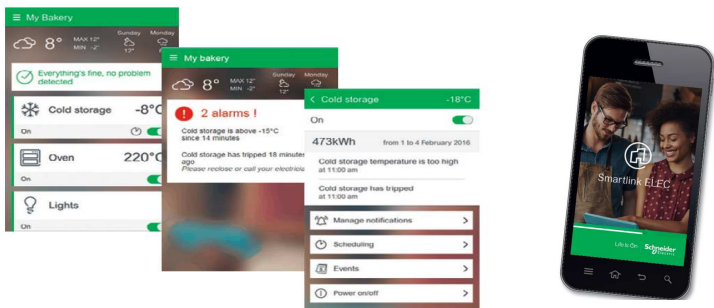 My Bakery
8° MAX 12° MIN -2° Sunday 12° Monday
Everything's fine, no problem
detected
Cold storage -8°C
On
Oven 220°C
On
Lights
On
My bakery
8° MAX 12° MIN -2° Sunday 12° Monday
2 alarms !
Cold storage is above -15°C
since 14 minutes
Cold storage has tripped 18 minutes
ago
Please reclose or call your electricia
Cold storage -18°C
On
473kWh from 1 to 4 February 2016
Cold storage temperature is too high
at 11:00 am
Cold storage has tripped
at 11:00 am
Manage notifications
Scheduling
Events
Power on/off
Smartlink ELEC
Life Is On Schneider
Electric